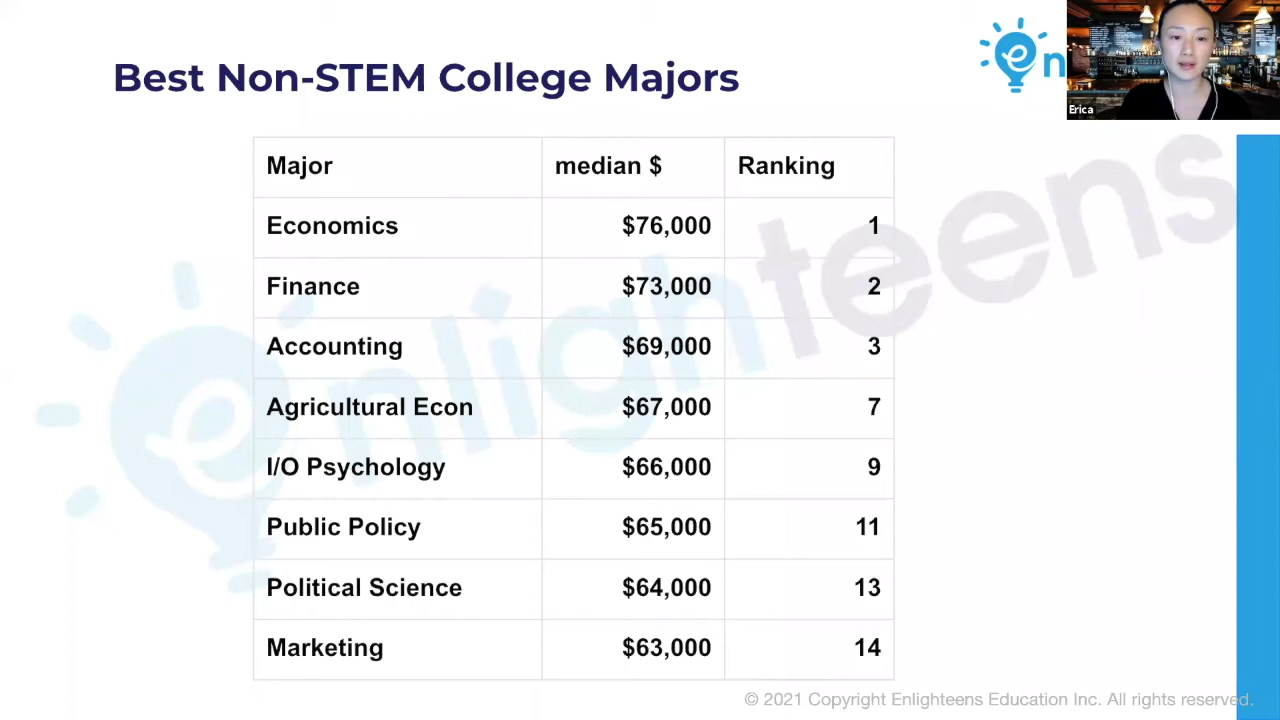 Best Non-STEM College Majors
en
Erica
Major median $ Ranking
Economics $76,000 1
Finance $73,000 2
Accounting $69,000 3
Agricultural Econ $67,000 7
I/O Psychology $66,000 9
Public Policy $65,000 11
Political Science $64,000 13
Marketing $63,000 14
enlighteens
© 2021 Copyright Enlighteens Education Inc. All rights reserved.